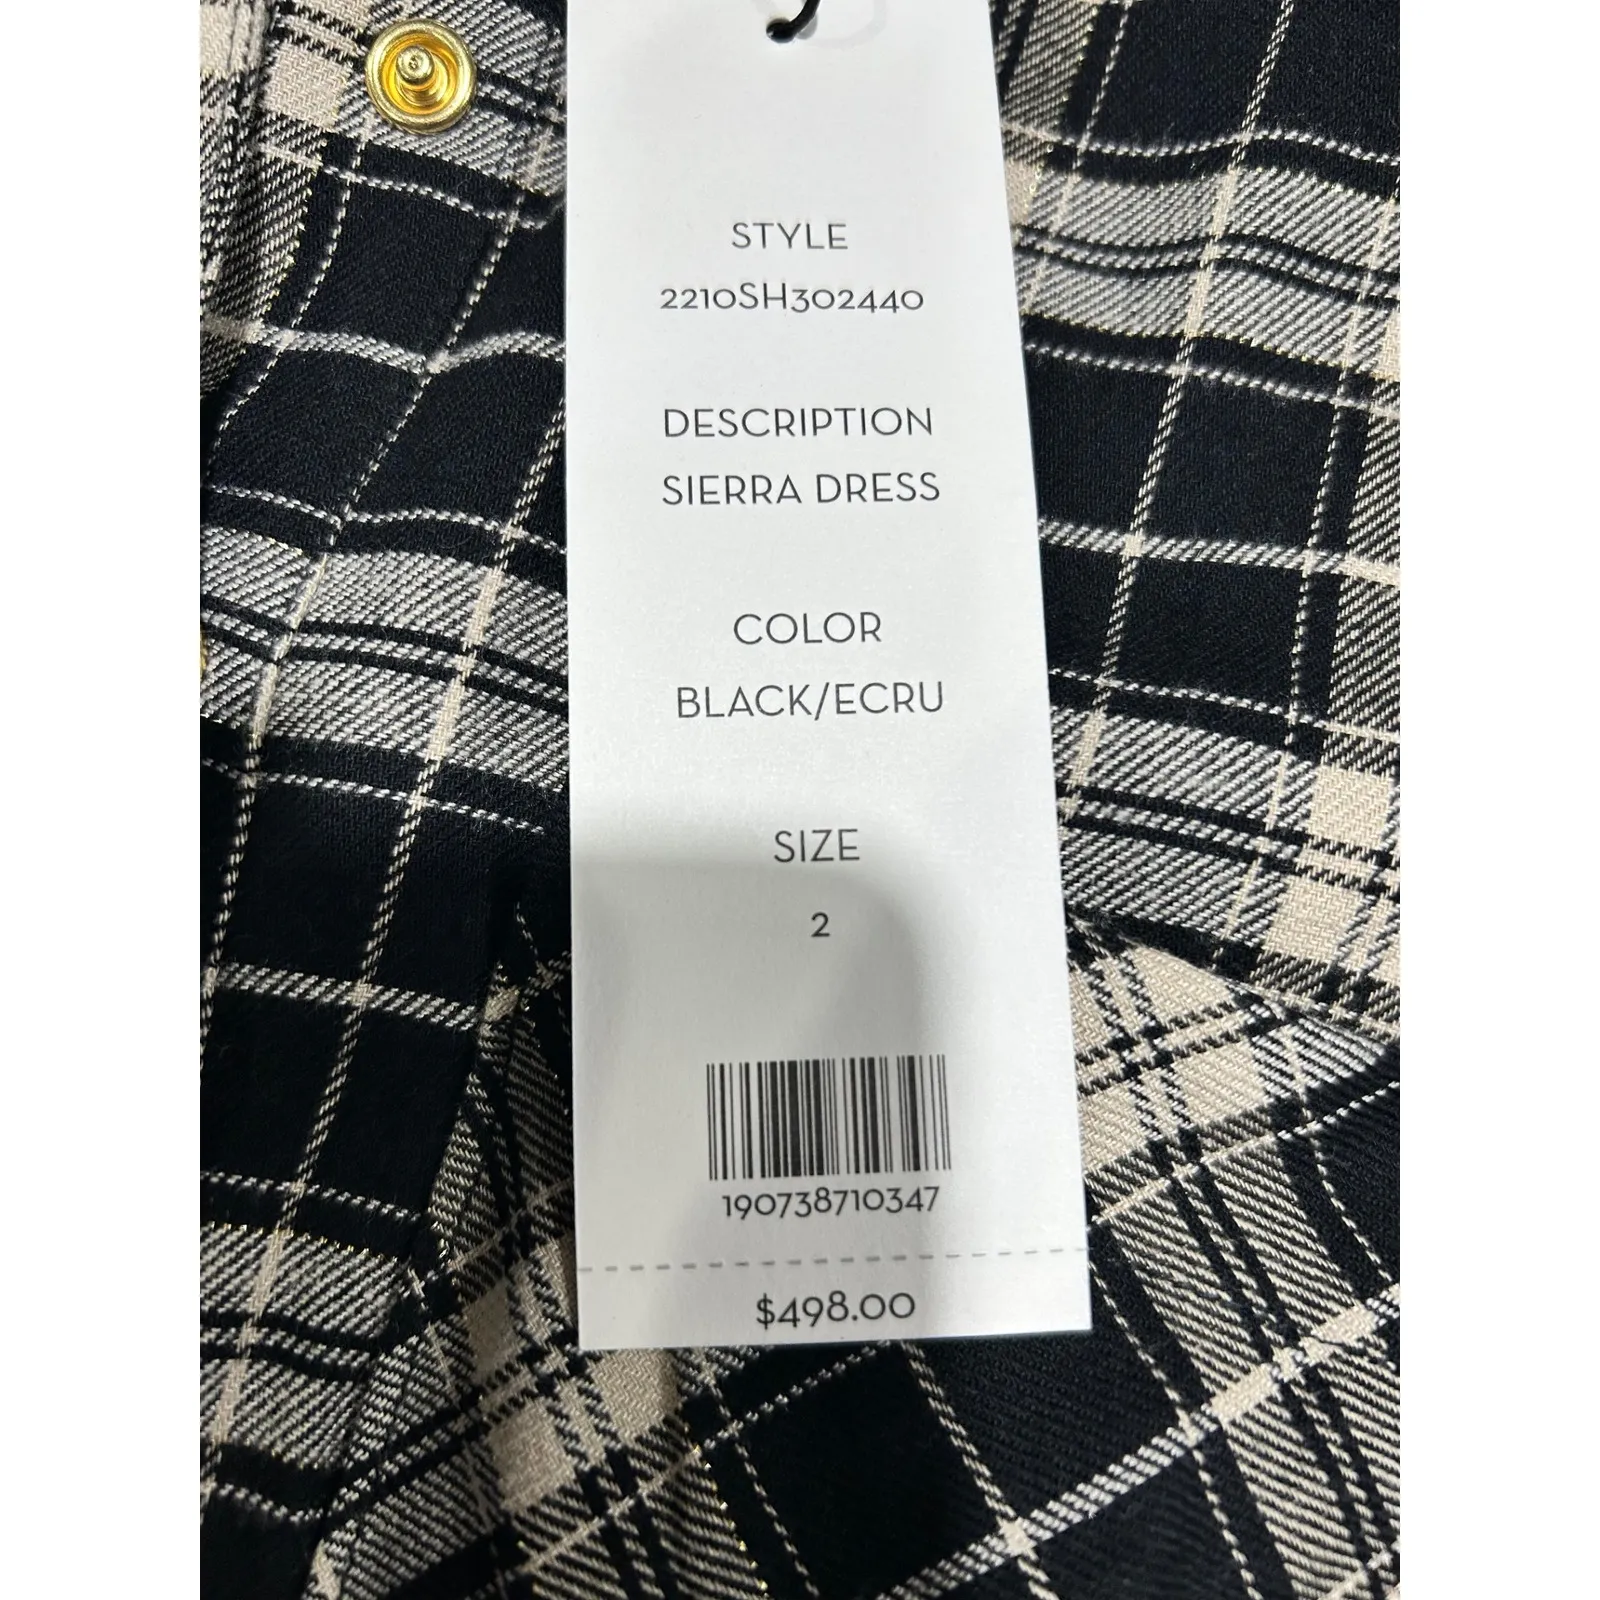 STYLE
2210SH302440
DESCRIPTION
SIERRA DRESS
COLOR
BLACK/ECRU
SIZE
2
190738710347
$498.00